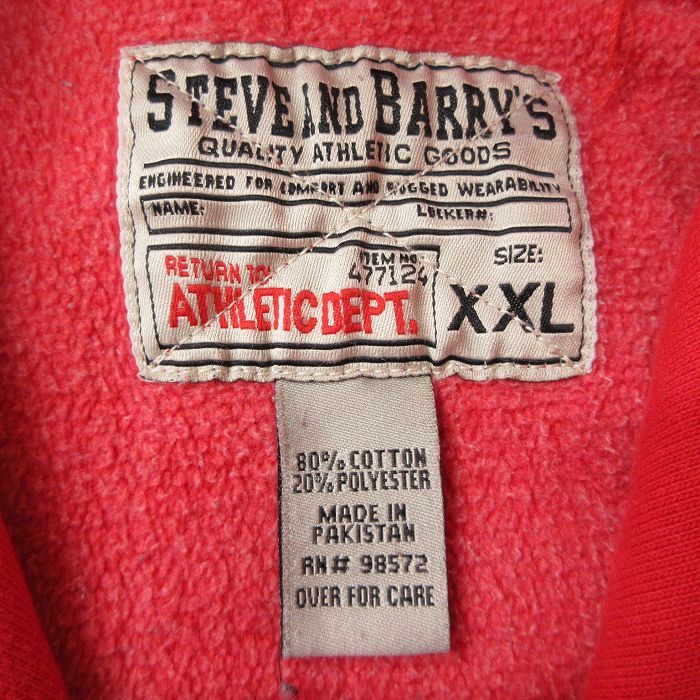 STEVE AND BARRY'S
QUALITY ATHLETIC GOODS
ENGINEERED FOR COMFORT AND RUGGED WEARABILITY
NAME: LOCKER#:
RETURN TO: ITEM NO. SIZE:
477124
ATHLETIC DEPT. XXL
80% COTTON
20% POLYESTER
MADE IN
PAKISTAN
RN# 98572
OVER FOR CARE